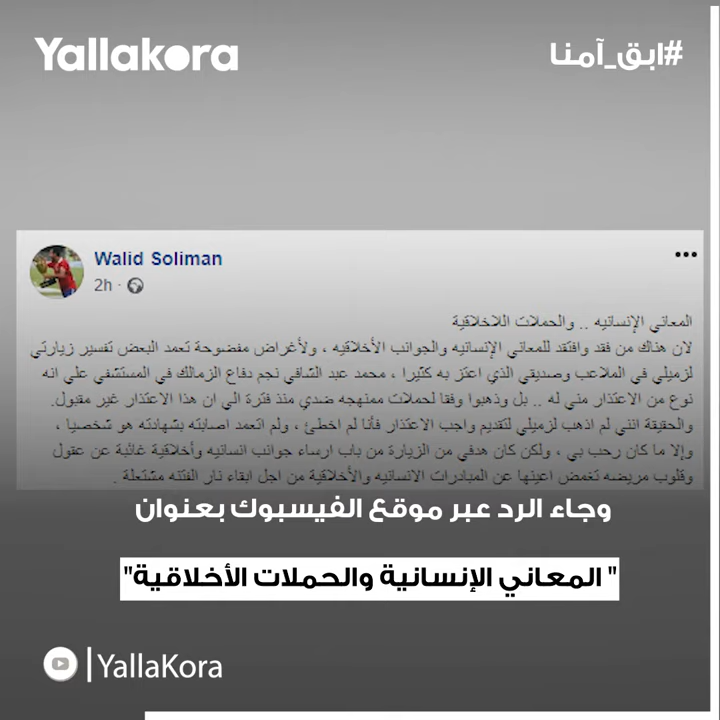 Yallakora
#ابق_آمنا
Walid Soliman
2h
المعاني الإنسانيه .. والحملات اللاخلاقية
لان هناك من فقد وافتقد للمعاني الإنسانيه والجوانب الأخلاقيه ، ولأغراض مفضوحة تعمد البعض تفسير زيارتي
لزميلي في الملاعب وصديقي الذي اعتز به كثيرا ، محمد عبد الشافي نجم دفاع الزمالك في المستشفي علي انه
نوع من الاعتذار مني له .. بل وذهبوا وفقا لحملات ممنهجه ضدي منذ فترة الي ان هذا الاعتذار غير مقبول.
والحقيقة انني لم اذهب لزميلي لتقديم واجب الاعتذار فأنا لم اخطئ ، ولم اتعمد اصابته بشهادته هو شخصيا ،
وإلا ما كان رحب بي ، ولكن كان هدفي من الزيارة من باب ارساء جوانب انسانيه وأخلاقية غائبة عن عقول
وقلوب مريضه تغمض اعينها عن المبادرات الانسانيه والأخلاقية من اجل ابقاء نار الفتنه مشتعلة .
وجاء الرد عبر موقع الفيسبوك بعنوان
" المعاني الإنسانية والحملات الأخلاقية"
YallaKora